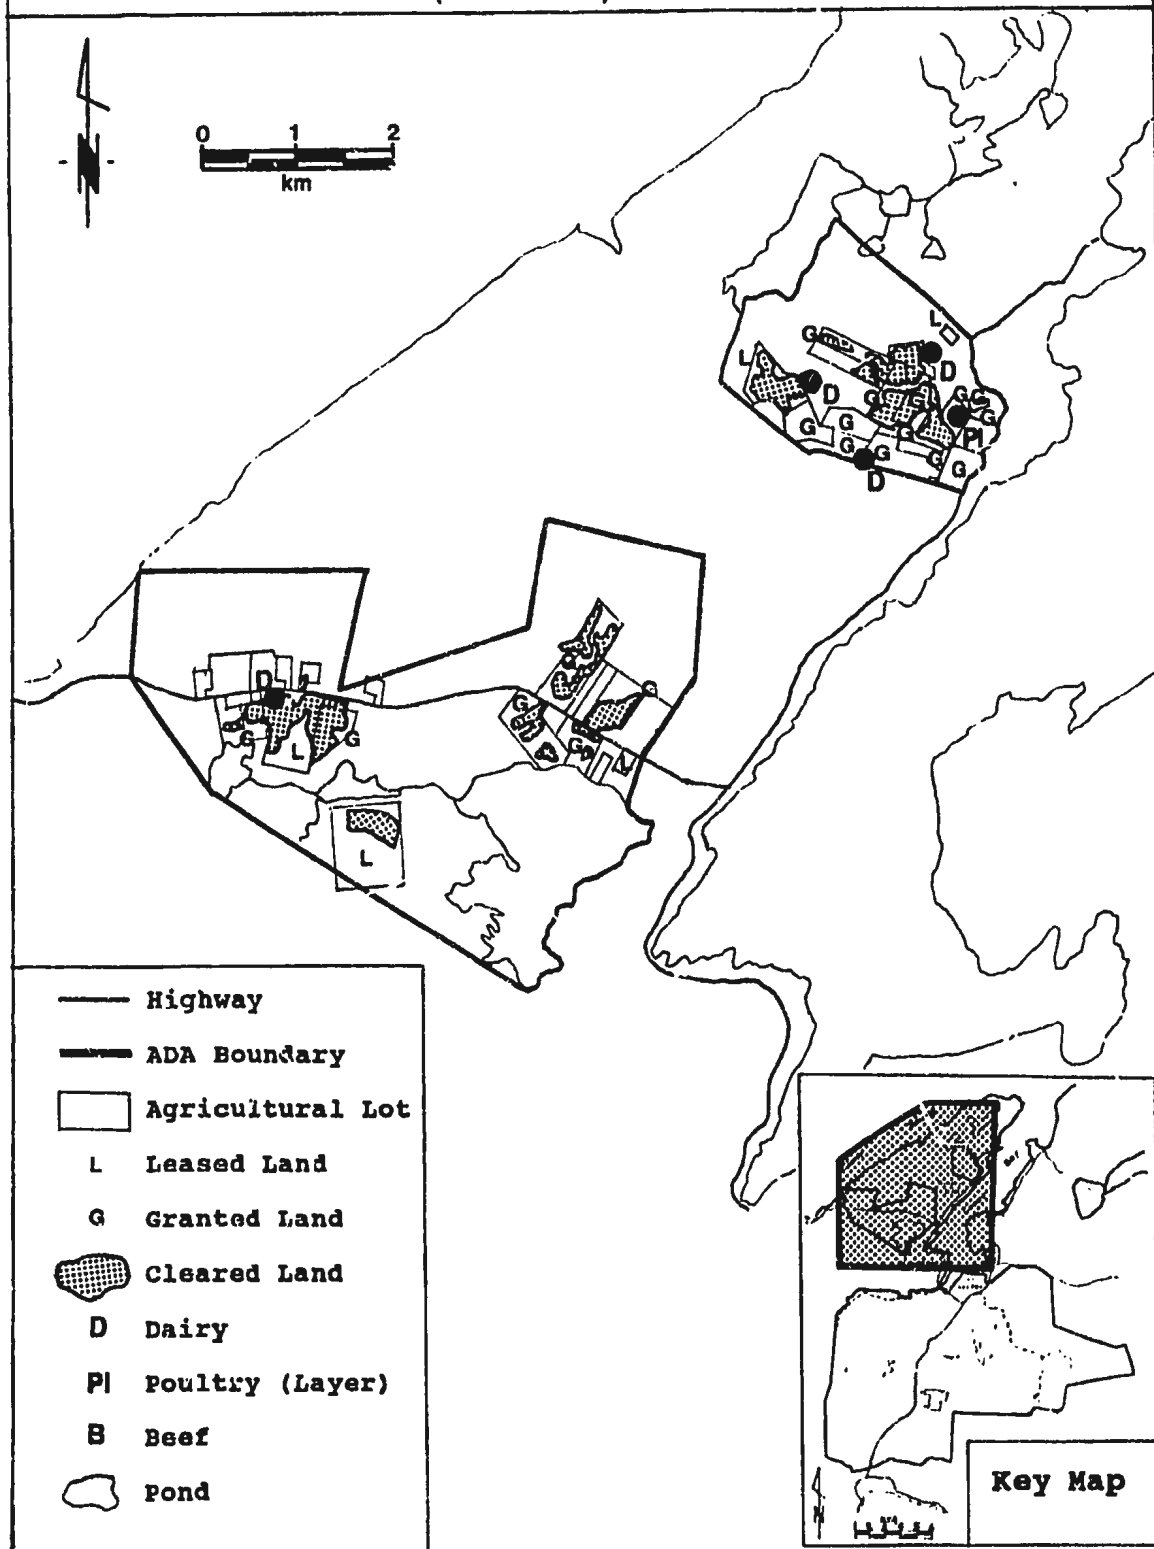 0 1 2
km
L
G
L
D
D
G G G G
G
G
G
Pl
G
G
G
G
G
G
D
D
G
G
G
L
G
G
L
L
Highway
ADA Boundary
Agricultural Lot
L Leased Land
G Granted Land
Cleared Land
D Dairy
Pl Poultry (Layer)
B Beef
Pond
N
Key Map